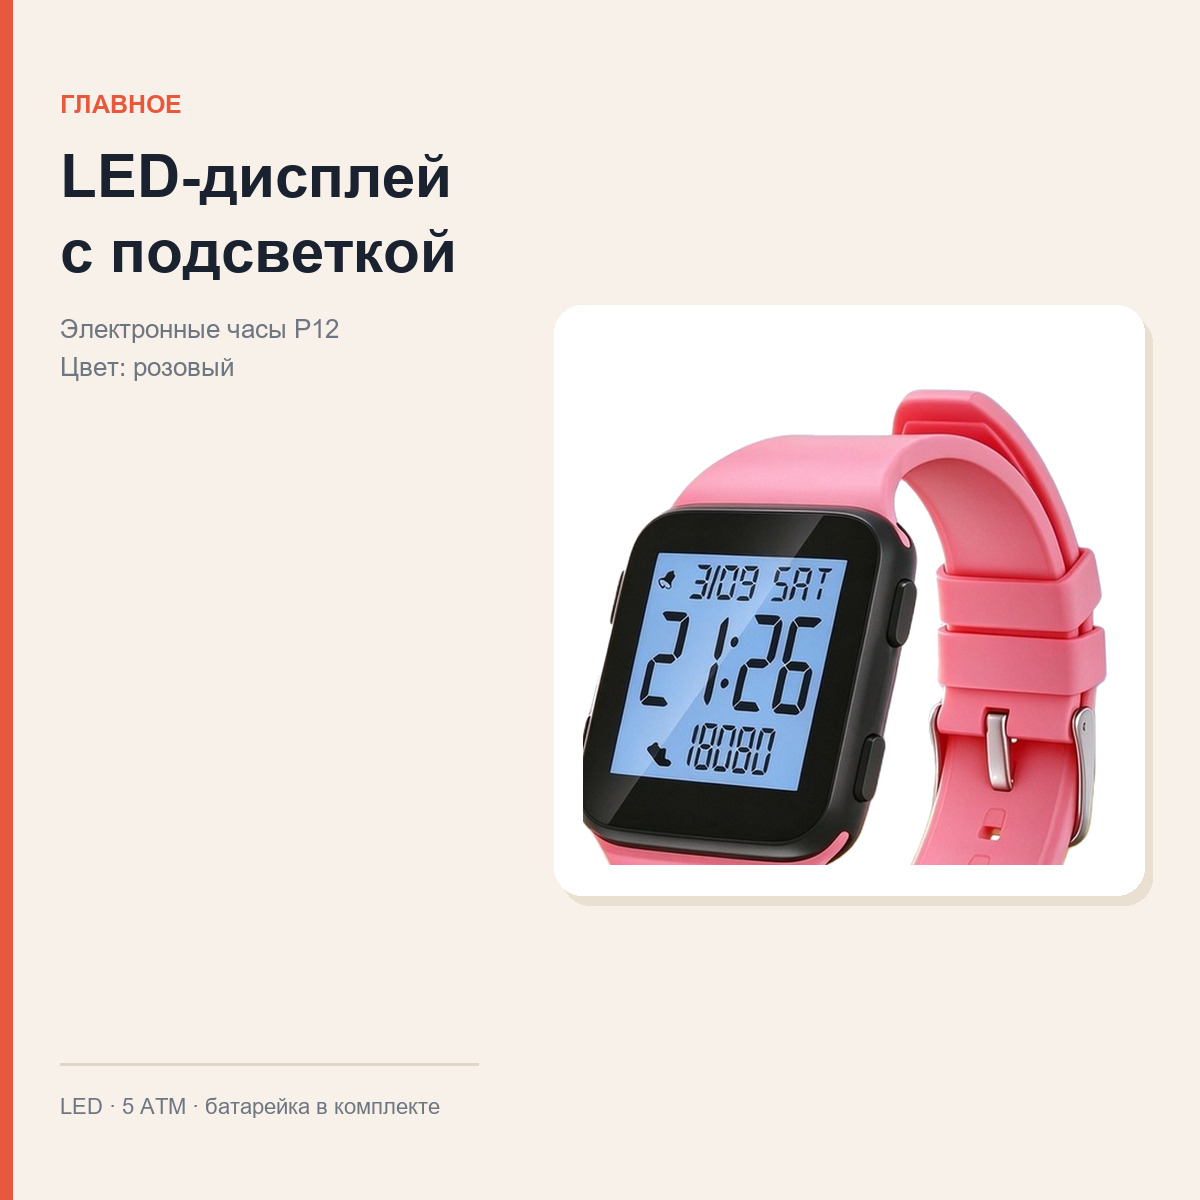 ГЛАВНОЕ
LED-дисплей
с подсветкой
Электронные часы P12
Цвет: розовый
3/09 SAT
21:26
18080
LED · 5 ATM · батарейка в комплекте